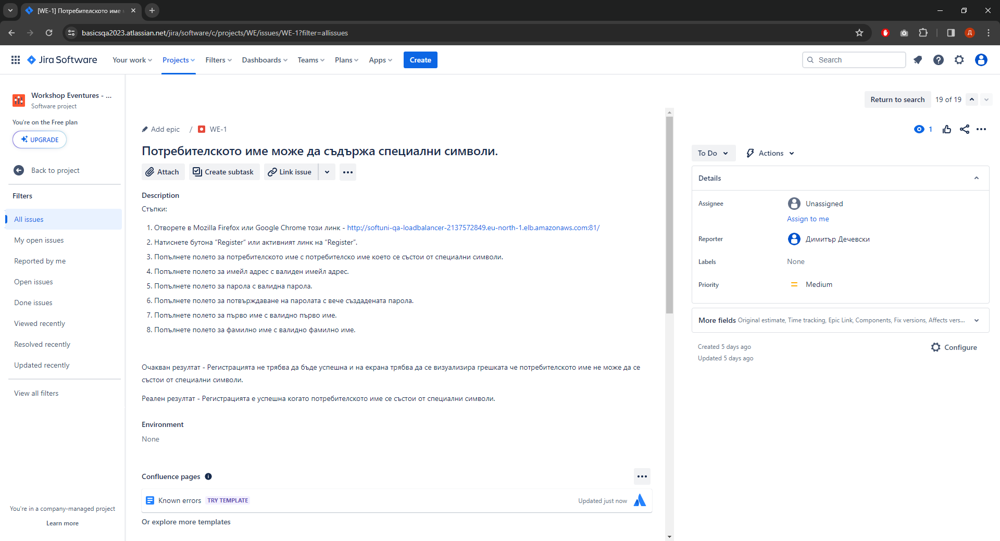 [WE-1] Потребителското име
basicsqa2023.atlassian.net/jira/software/c/projects/WE/issues/WE-1?filter=allissues
Д
Jira Software
Your work
Projects
Filters
Dashboards
Teams
Plans
Apps
Create
Search
Workshop Eventures - ...
Software project
You're on the Free plan
UPGRADE
Back to project
Filters
All issues
My open issues
Reported by me
Open issues
Done issues
Viewed recently
Resolved recently
Updated recently
View all filters
You're in a company-managed project
Learn more
Return to search
19 of 19
Add epic / WE-1
1
Потребителското име може да съдържа специални символи.
Attach
Create subtask
Link issue
Description
Стъпки:
1. Отворете в Mozilla Firefox или Google Chrome този линк - http://softuni-qa-loadbalancer-2137572849.eu-north-1.elb.amazonaws.com:81/
2. Натиснете бутона “Register“ или активният линк на “Register”.
3. Попълнете полето за потребителското име с потребителско име което се състои от специални символи.
4. Попълнете полето за имейл адрес с валиден имейл адрес.
5. Попълнете полето за парола с валидна парола.
6. Попълнете полето за потвърждаване на паролата с вече създадената парола.
7. Попълнете полето за първо име с валидно първо име.
8. Попълнете полето за фамилно име с валидно фамилно име.
Очакван резултат - Регистрацията не трябва да бъде успешна и на екрана трябва да се визуализира грешката че потребителското име не може да се
състои от специални символи.
Реален резултат - Регистрацията е успешна когато потребителското име се състои от специални символи.
Environment
None
Confluence pages
Known errors
TRY TEMPLATE
Updated just now
Or explore more templates
To Do
Actions
Details
Assignee
Unassigned
Assign to me
Reporter
Димитър Дечевски
Labels
None
Priority
Medium
More fields Original estimate, Time tracking, Epic Link, Components, Fix versions, Affects vers...
Created 5 days ago
Configure
Updated 5 days ago